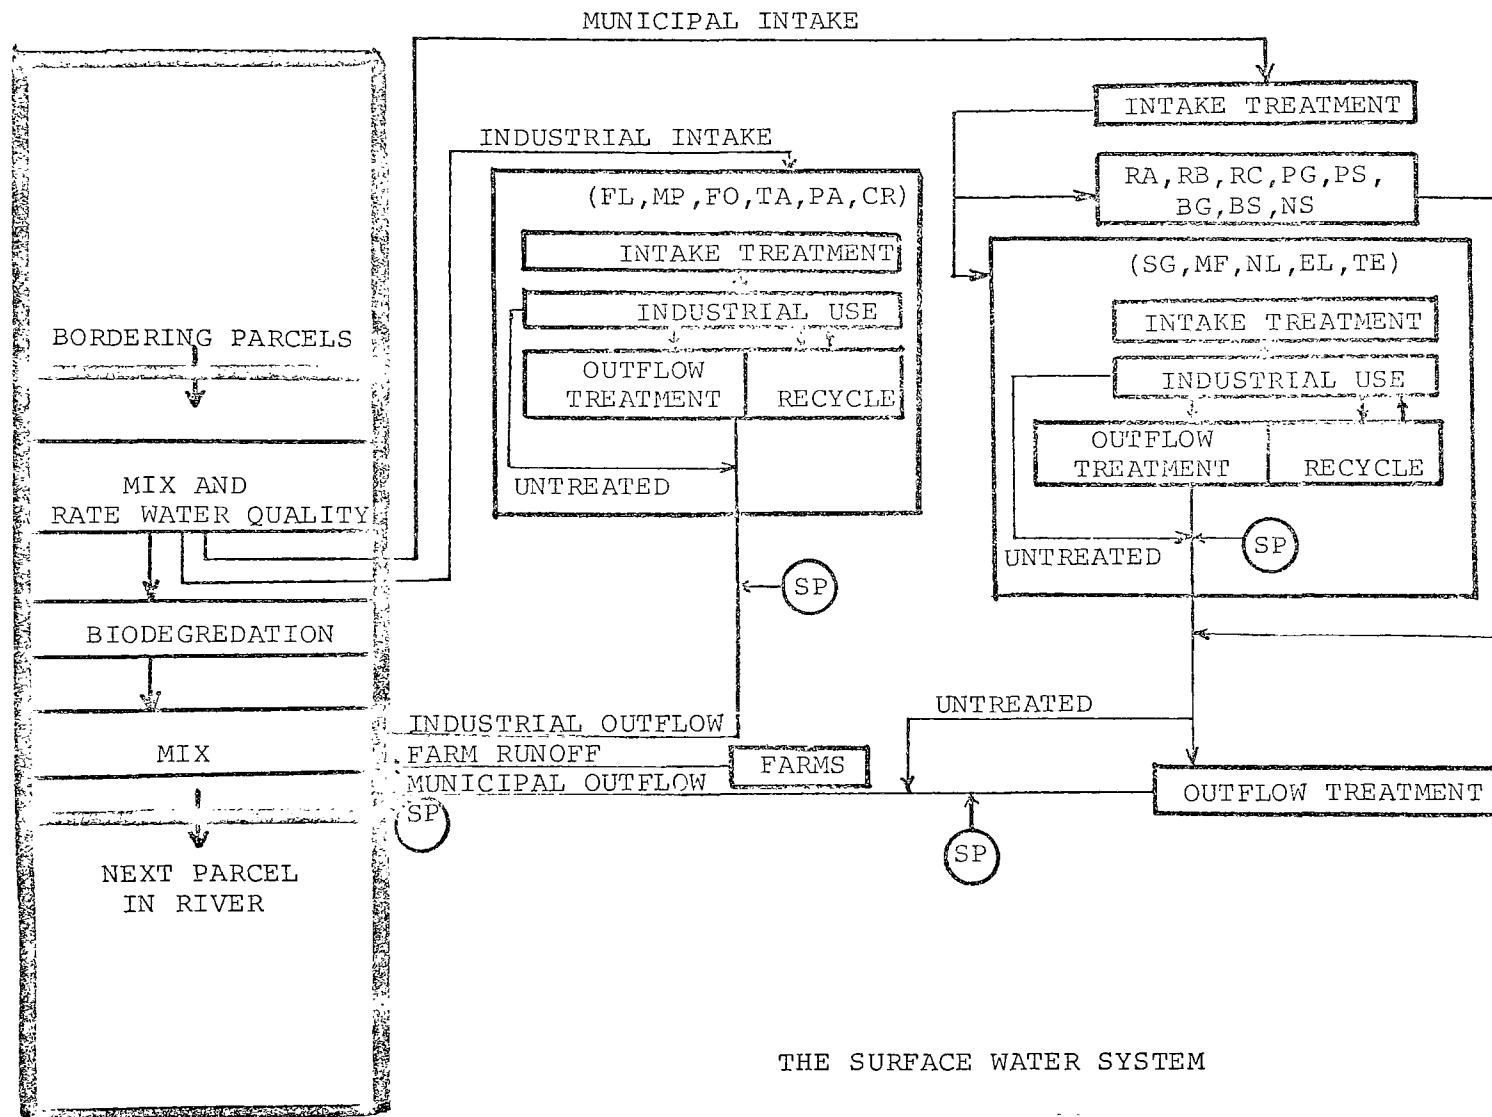 MUNICIPAL INTAKE
INTAKE TREATMENT
INDUSTRIAL INTAKE
RA,RB,RC,PG,PS,
BG,BS,NS
(FL,MP,FO,TA,PA,CR)
INTAKE TREATMENT
INDUSTRIAL USE
OUTFLOW
TREATMENT
RECYCLE
UNTREATED
SP
(SG,MF,NL,EL,TE)
INTAKE TREATMENT
INDUSTRIAL USE
OUTFLOW
TREATMENT
RECYCLE
UNTREATED
SP
BORDERING PARCELS
MIX AND
RATE WATER QUALITY
BIODEGREDATION
MIX
NEXT PARCEL
IN RIVER
INDUSTRIAL OUTFLOW
FARM RUNOFF
FARMS
MUNICIPAL OUTFLOW
SP
UNTREATED
OUTFLOW TREATMENT
SP
THE SURFACE WATER SYSTEM